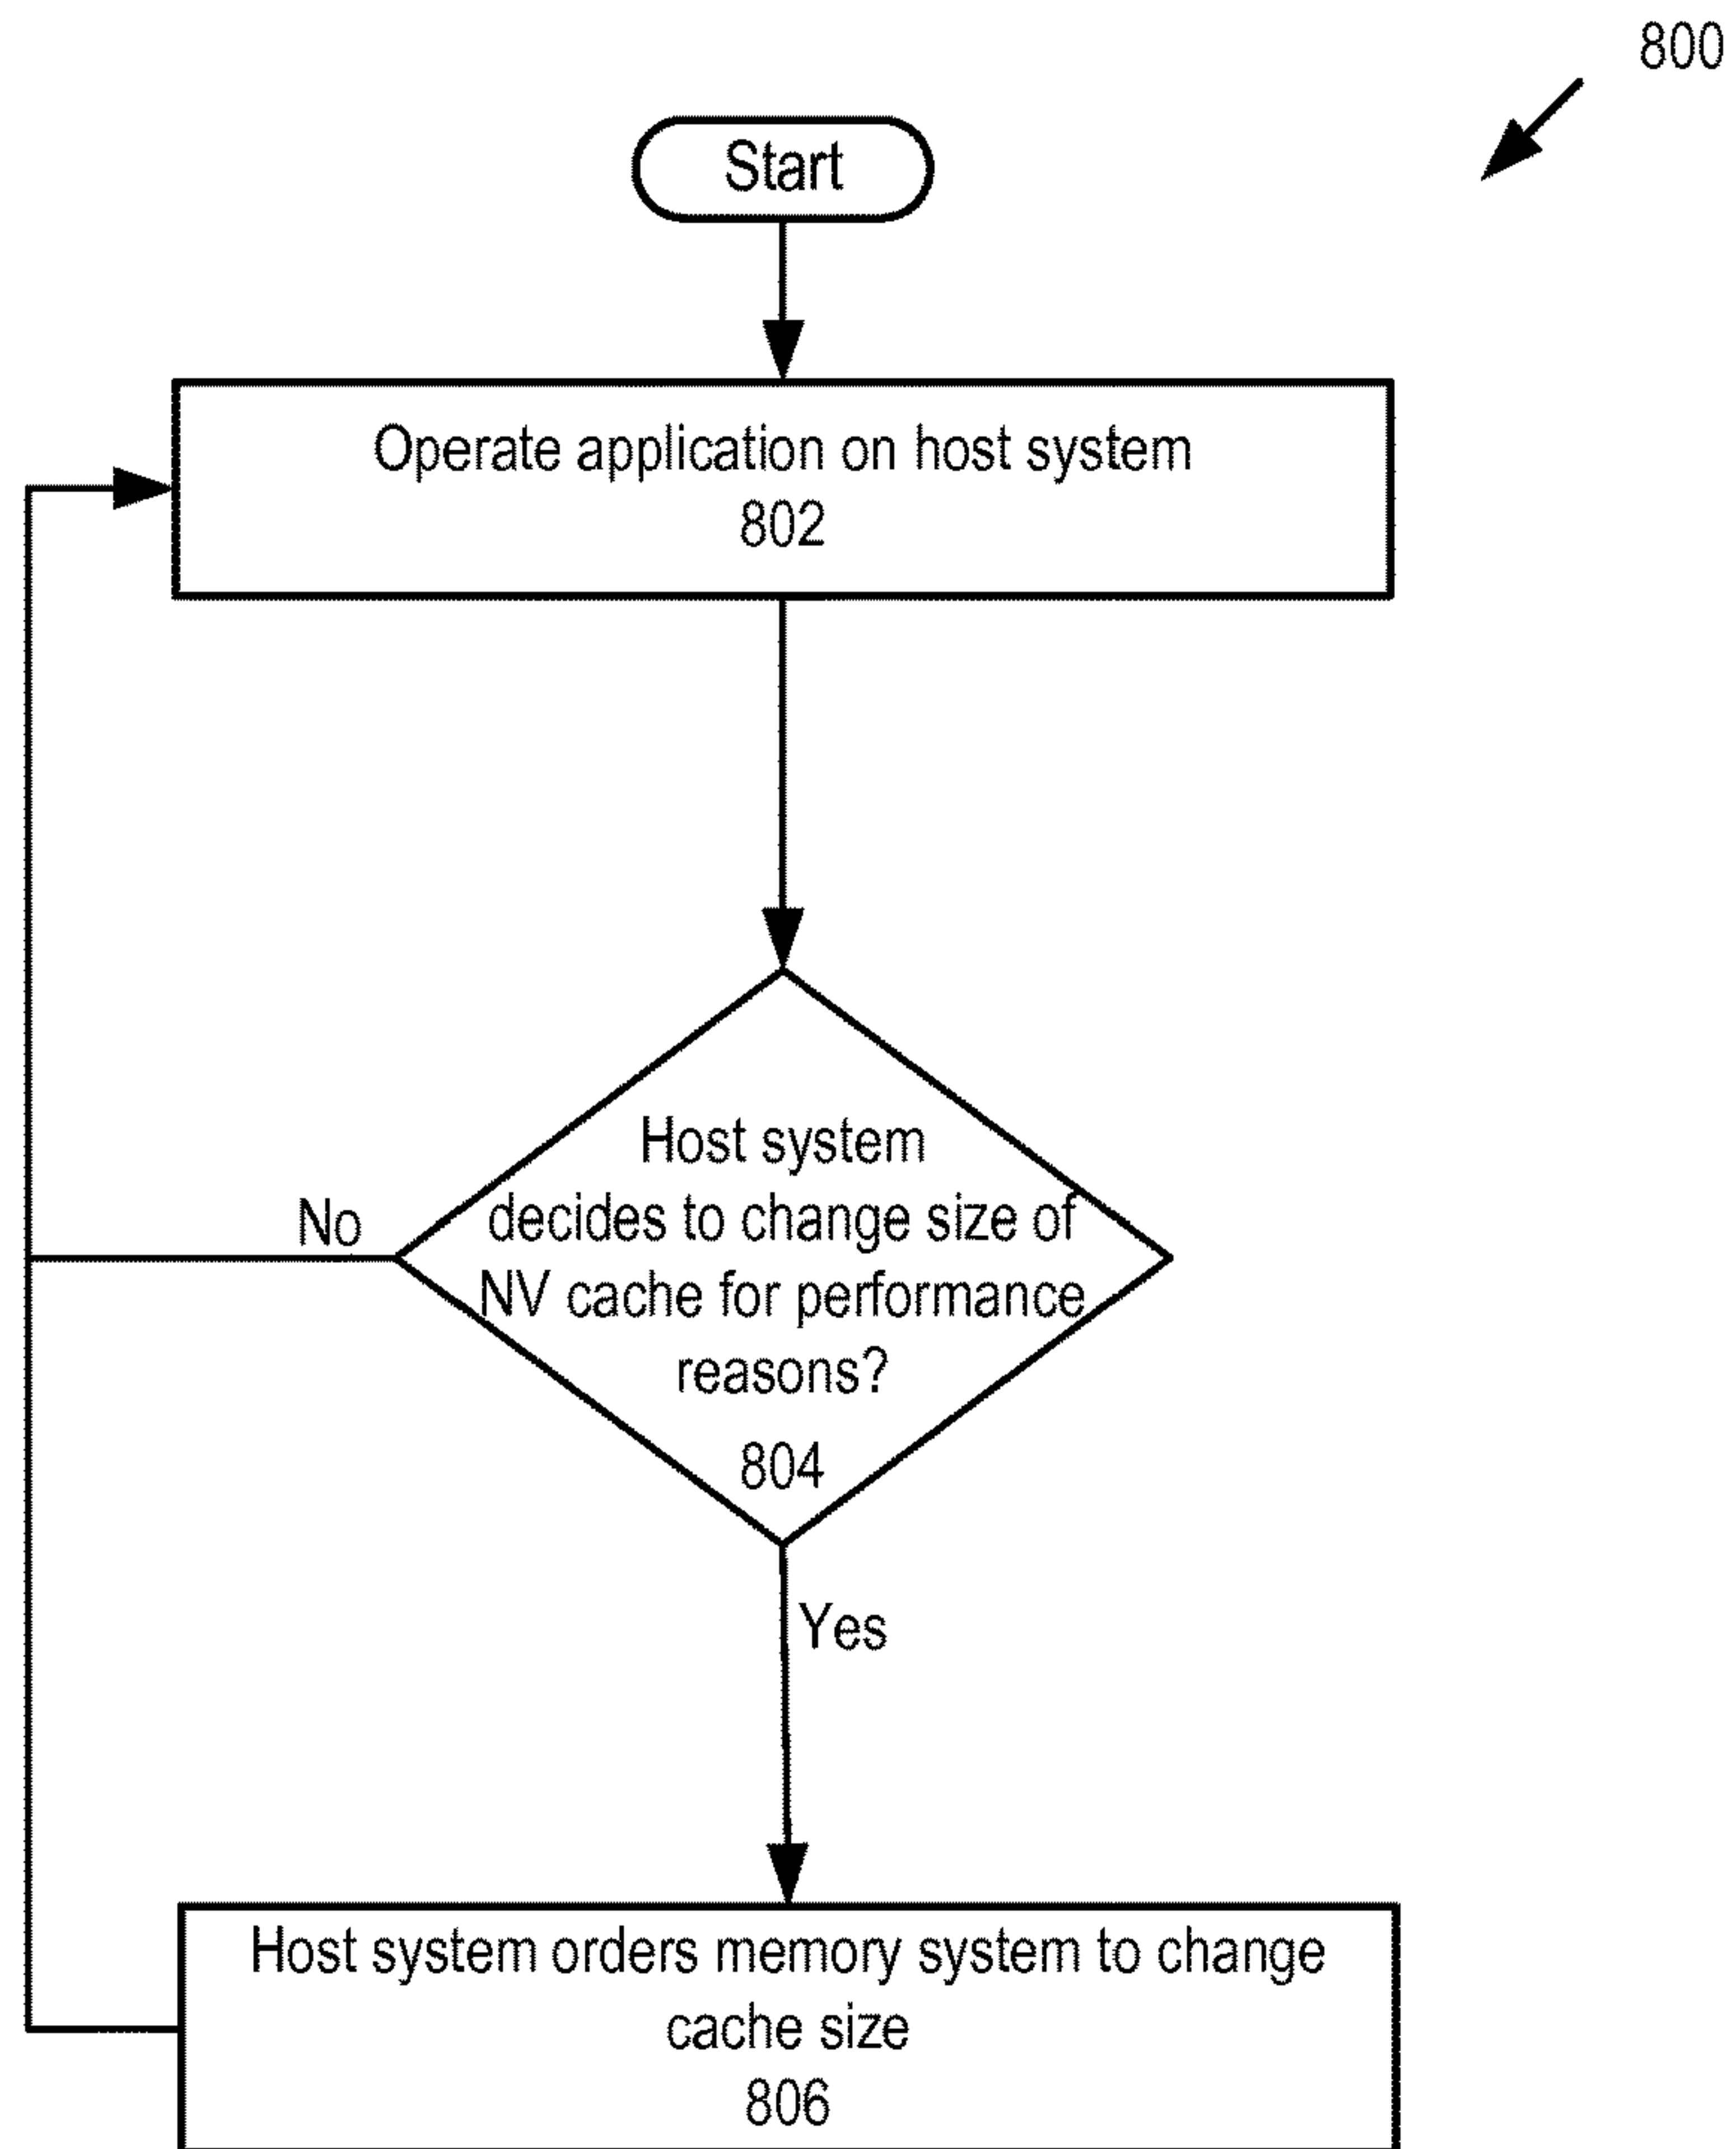 800
Start
Operate application on host system
802
Host system
decides to change size of
NV cache for performance
reasons?
804
No
Yes
Host system orders memory system to change
cache size
806